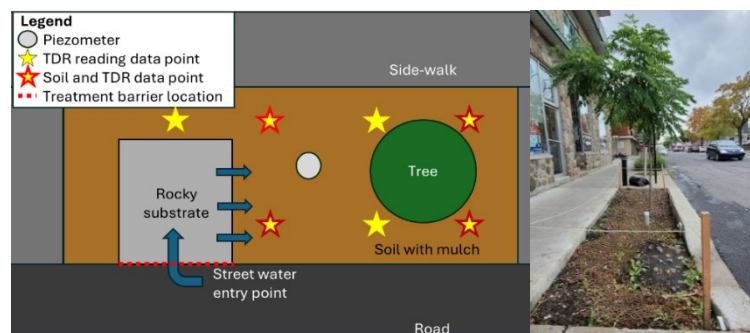 Legend
Piezometer
TDR reading data point
Soil and TDR data point
Treatment barrier location
Side-walk
Rocky
substrate
Tree
Soil with mulch
Street water
entry point
Road